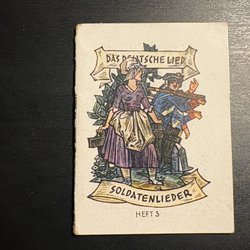 DAS DEUTSCHE LIED
SOLDATENLIEDER
HEFT 3